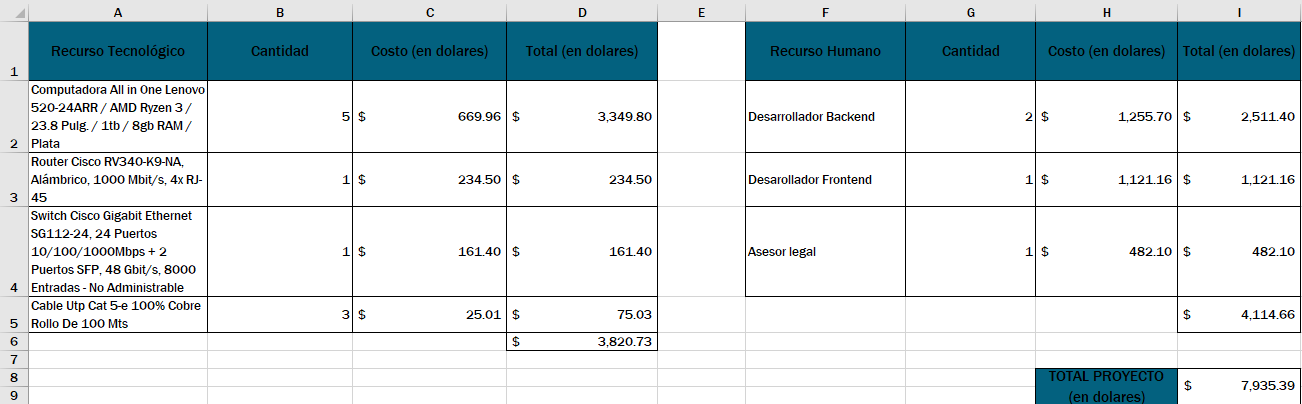 A B C D E F G H I
1 Recurso Tecnológico Cantidad Costo (en dolares) Total (en dolares) Recurso Humano Cantidad Costo (en dolares) Total (en dolares)
Computadora All in One Lenovo
520-24ARR / AMD Ryzen 3 /
23.8 Pulg. / 1tb / 8gb RAM /
Plata
2 5 $ 669.96 $ 3,349.80 Desarrollador Backend 2 $ 1,255.70 $ 2,511.40
Router Cisco RV340-K9-NA,
Alámbrico, 1000 Mbit/s, 4x RJ-
45
3 1 $ 234.50 $ 234.50 Desarollador Frontend 1 $ 1,121.16 $ 1,121.16
Switch Cisco Gigabit Ethernet
SG112-24, 24 Puertos
10/100/1000Mbps + 2
Puertos SFP, 48 Gbit/s, 8000
Entradas - No Administrable
4 1 $ 161.40 $ 161.40 Asesor legal 1 $ 482.10 $ 482.10
Cable Utp Cat 5-e 100% Cobre
Rollo De 100 Mts
5 3 $ 25.01 $ 75.03 $ 4,114.66
6 $ 3,820.73
7
8 TOTAL PROYECTO
9 (en dolares) $ 7,935.39